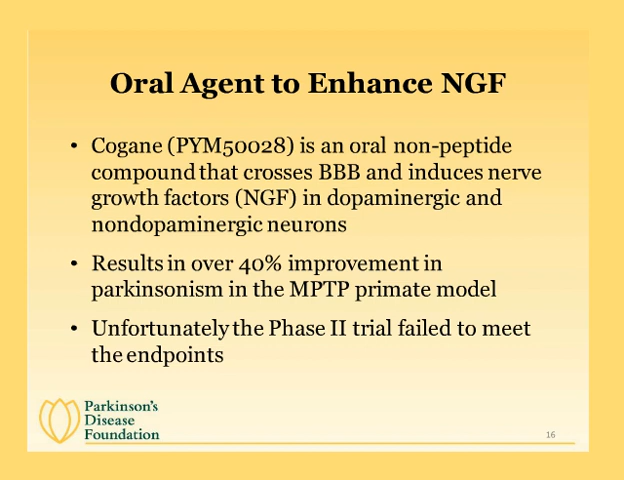 Oral Agent to Enhance NGF
• Cogane (PYM50028) is an oral non-peptide
compound that crosses BBB and induces nerve
growth factors (NGF) in dopaminergic and
nondopaminergic neurons
• Results in over 40% improvement in
parkinsonism in the MPTP primate model
• Unfortunately the Phase II trial failed to meet
the endpoints
Parkinson's
Disease
Foundation
16